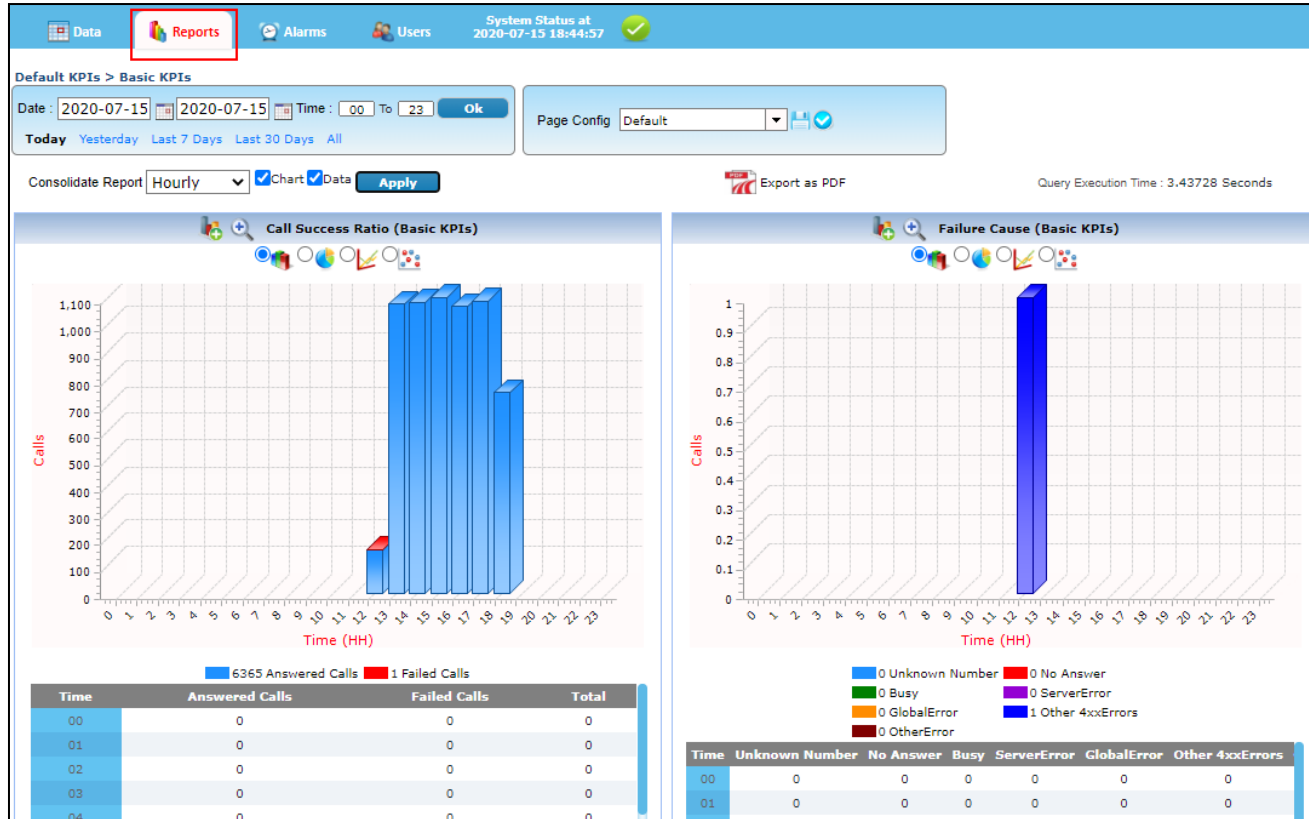 Data Reports Alarms Users System Status at
2020-07-15 18:44:57
Default KPIs > Basic KPIs
Date : 2020-07-15 2020-07-15 Time : 00 To 23 Ok
Today Yesterday Last 7 Days Last 30 Days All
Page Config Default
Consolidate Report Hourly Chart Data Apply
PDF Export as PDF
Query Execution Time : 3.43728 Seconds
Call Success Ratio (Basic KPIs)
1,100
1,000
900
800
700
600
500
400
300
200
100
0
Calls
0 1 2 3 4 5 6 7 8 9 10 11 12 13 14 15 16 17 18 19 20 21 22 23
Time (HH)
6365 Answered Calls 1 Failed Calls
Time Answered Calls Failed Calls Total
00 0 0 0
01 0 0 0
02 0 0 0
03 0 0 0
04 0 0 0
Failure Cause (Basic KPIs)
1
0.9
0.8
0.7
0.6
0.5
0.4
0.3
0.2
0.1
0
Calls
0 1 2 3 4 5 6 7 8 9 10 11 12 13 14 15 16 17 18 19 20 21 22 23
Time (HH)
0 Unknown Number 0 No Answer
0 Busy 0 ServerError
0 GlobalError 1 Other 4xxErrors
0 OtherError
Time Unknown Number No Answer Busy ServerError GlobalError Other 4xxErrors
00 0 0 0 0 0 0
01 0 0 0 0 0 0